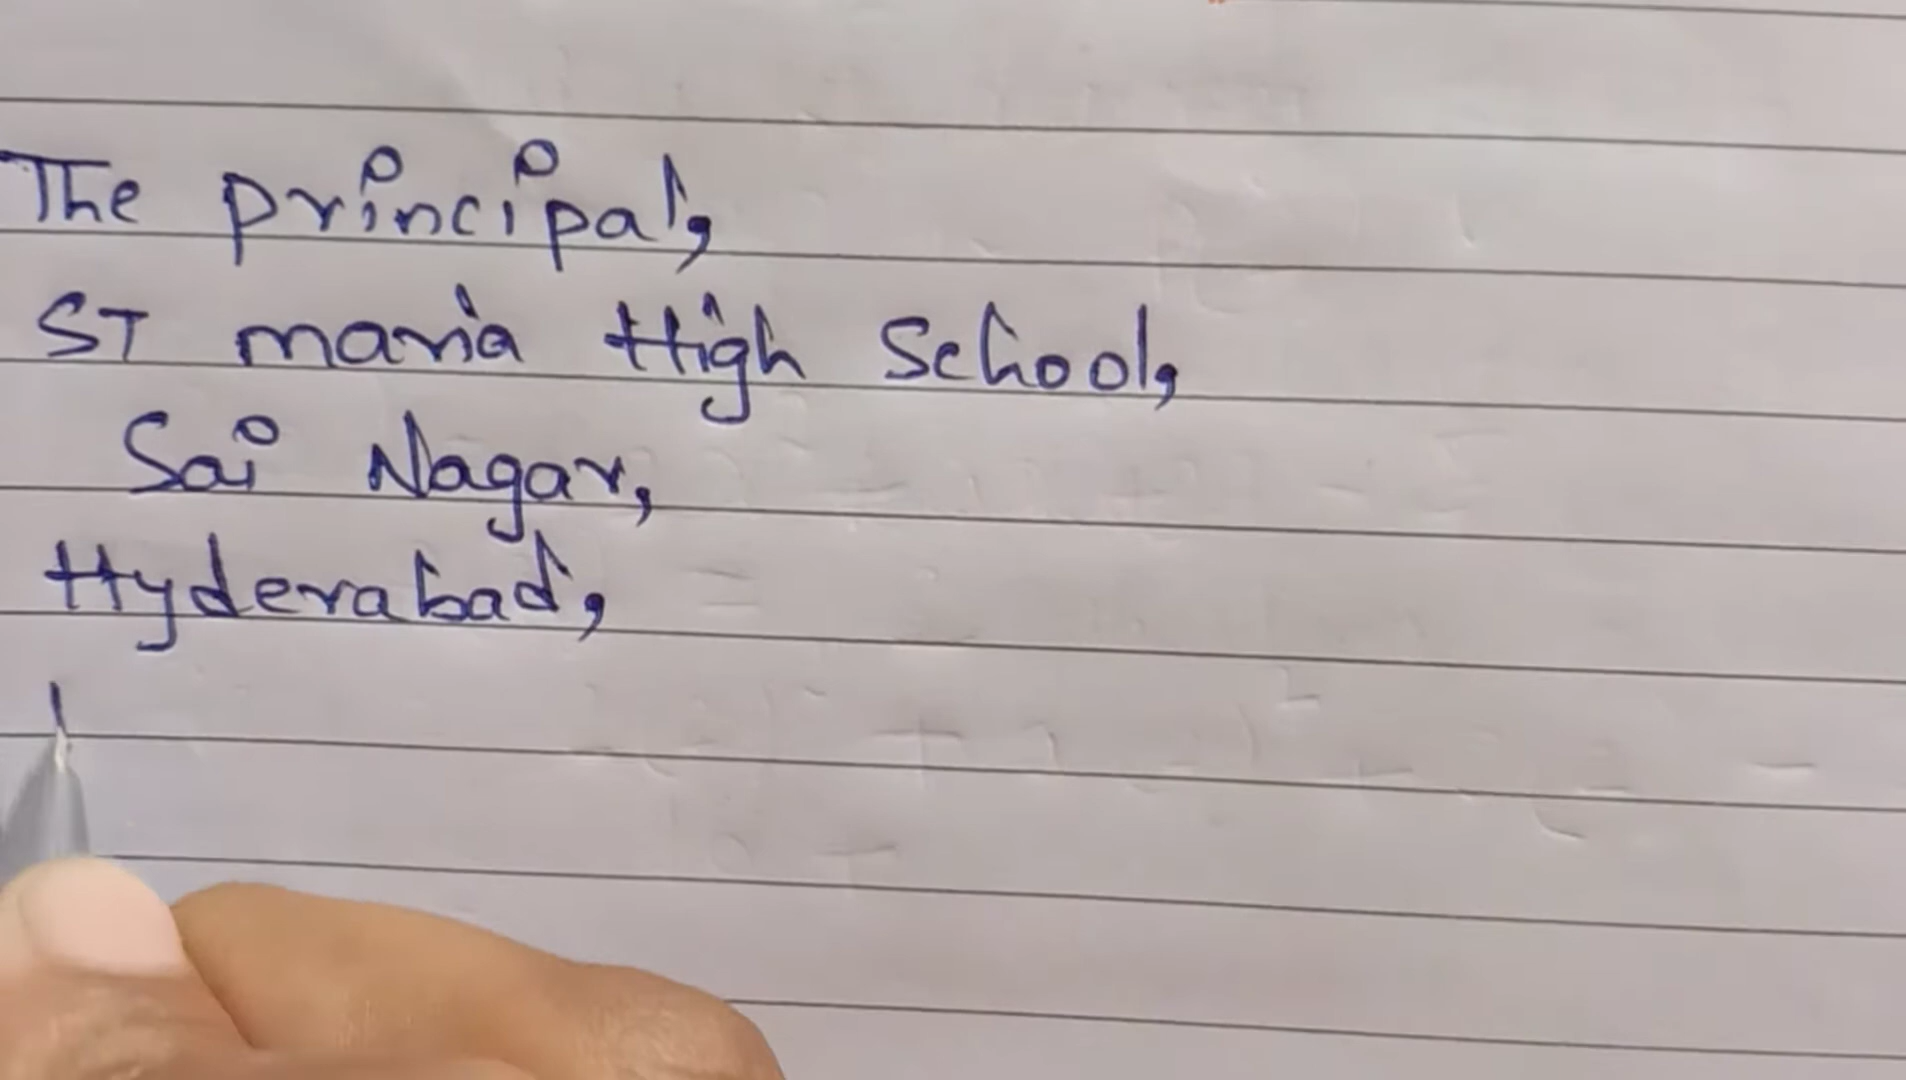 The principal,
ST maria High School,
Sai Nagar,
Hyderabad,